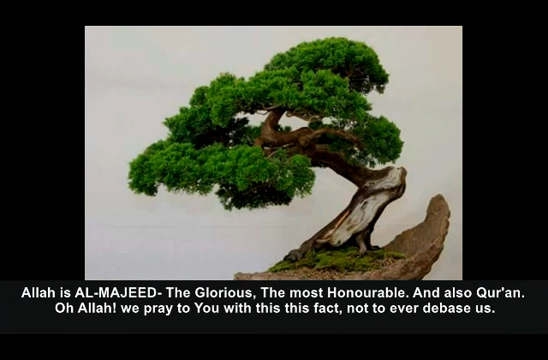 Allah is AL-MAJEED- The Glorious, The most Honourable. And also Qur'an.
Oh Allah! we pray to You with this this fact, not to ever debase us.